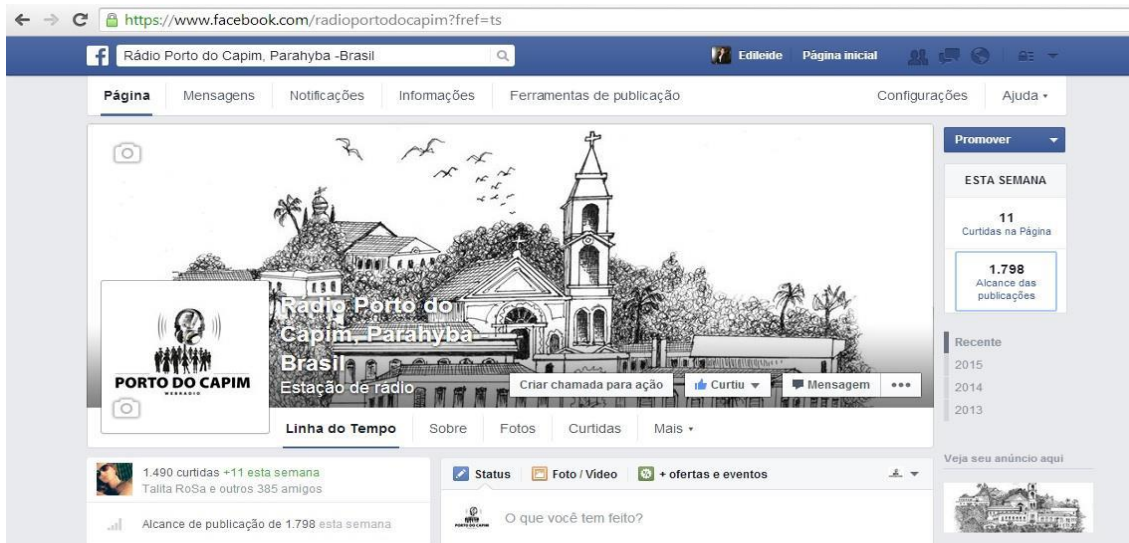 https://www.facebook.com/radioportodocapim?fref=ts
Rádio Porto do Capim, Parahyba -Brasil
Edileide Página inicial
Página Mensagens Notificações Informações Ferramentas de publicação Configurações Ajuda
Promover
ESTA SEMANA
11
Curtidas na Página
1.798
Alcance das
publicações
Recente
2015
2014
2013
Rádio Porto do
Capim, Parahyba-
Brasil
Estação de rádio
PORTO DO CAPIM
WEBRADIO
Criar chamada para ação Curtiu Mensagem
Linha do Tempo Sobre Fotos Curtidas Mais
1.490 curtidas +11 esta semana
Talita RoSa e outros 385 amigos
Alcance de publicação de 1.798 esta semana
Status Foto / Vídeo + ofertas e eventos
PORTO DO CAPIM
O que você tem feito?
Veja seu anúncio aqui